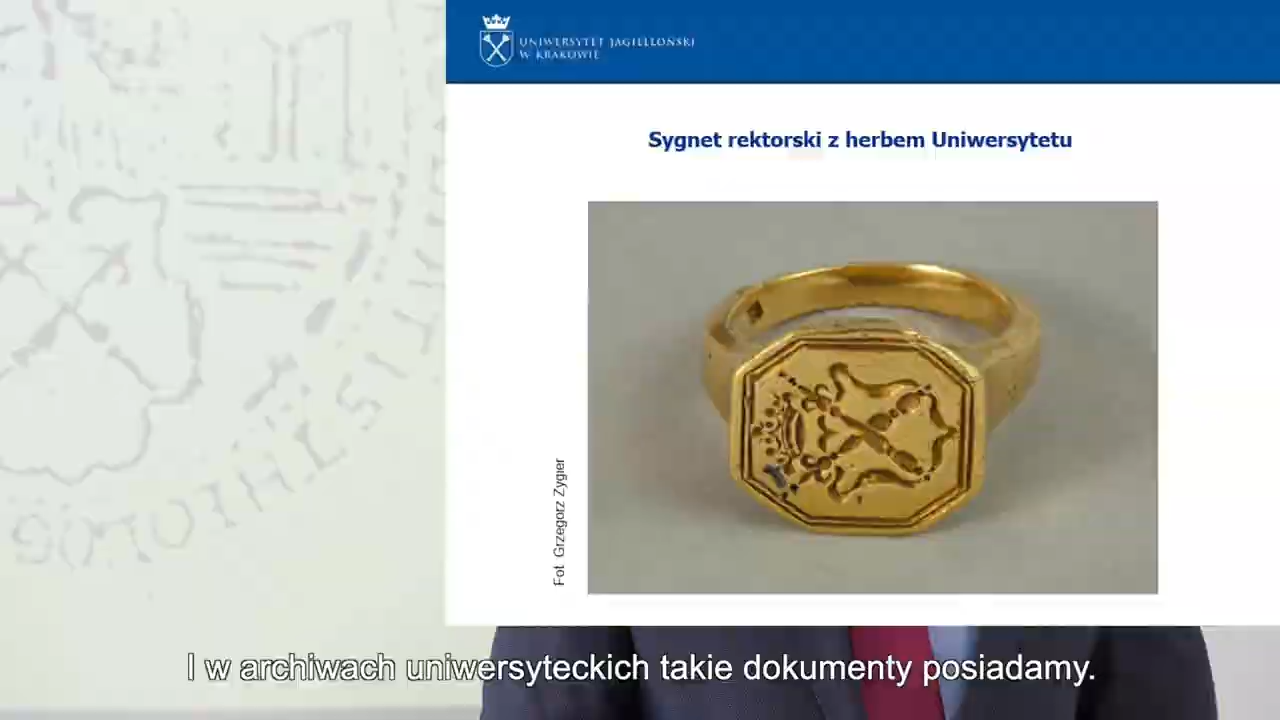 UNIWERSYTET JAGIELLOŃSKI
W KRAKOWIE
Sygnet rektorski z herbem Uniwersytetu
Fot Grzegorz Zygier
I w archiwach uniwersyteckich takie dokumenty posiadamy.